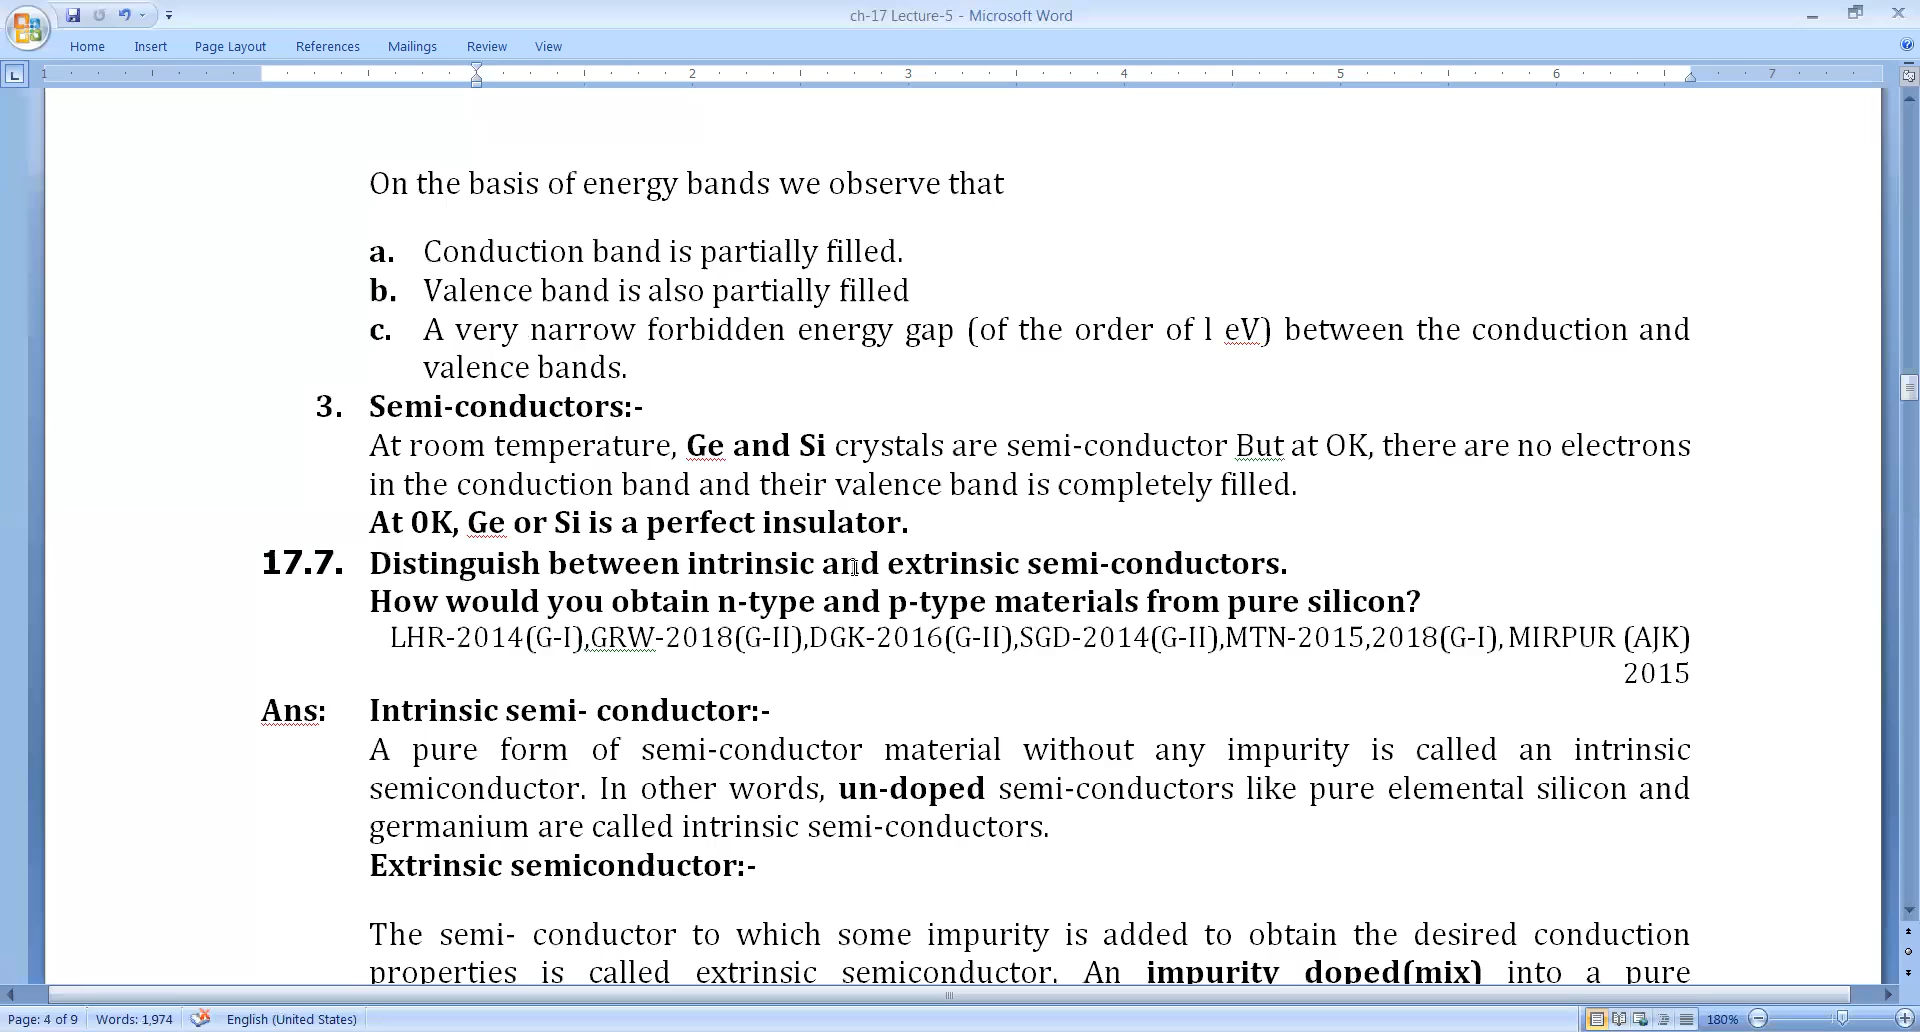 ch-17 Lecture-5 - Microsoft Word
Home Insert Page Layout References Mailings Review View
1 2 3 4 5 6 7
On the basis of energy bands we observe that
a. Conduction band is partially filled.
b. Valence band is also partially filled
c. A very narrow forbidden energy gap (of the order of l eV) between the conduction and
valence bands.
3. Semi-conductors:-
At room temperature, Ge and Si crystals are semi-conductor But at OK, there are no electrons
in the conduction band and their valence band is completely filled.
At 0K, Ge or Si is a perfect insulator.
17.7. Distinguish between intrinsic and extrinsic semi-conductors.
How would you obtain n-type and p-type materials from pure silicon?
LHR-2014(G-I),GRW-2018(G-II),DGK-2016(G-II),SGD-2014(G-II),MTN-2015,2018(G-I), MIRPUR (AJK)
2015
Ans: Intrinsic semi- conductor:-
A pure form of semi-conductor material without any impurity is called an intrinsic
semiconductor. In other words, un-doped semi-conductors like pure elemental silicon and
germanium are called intrinsic semi-conductors.
Extrinsic semiconductor:-
The semi- conductor to which some impurity is added to obtain the desired conduction
properties is called extrinsic semiconductor. An impurity doped(mix) into a pure
Page: 4 of 9 Words: 1,974 English (United States) 180%